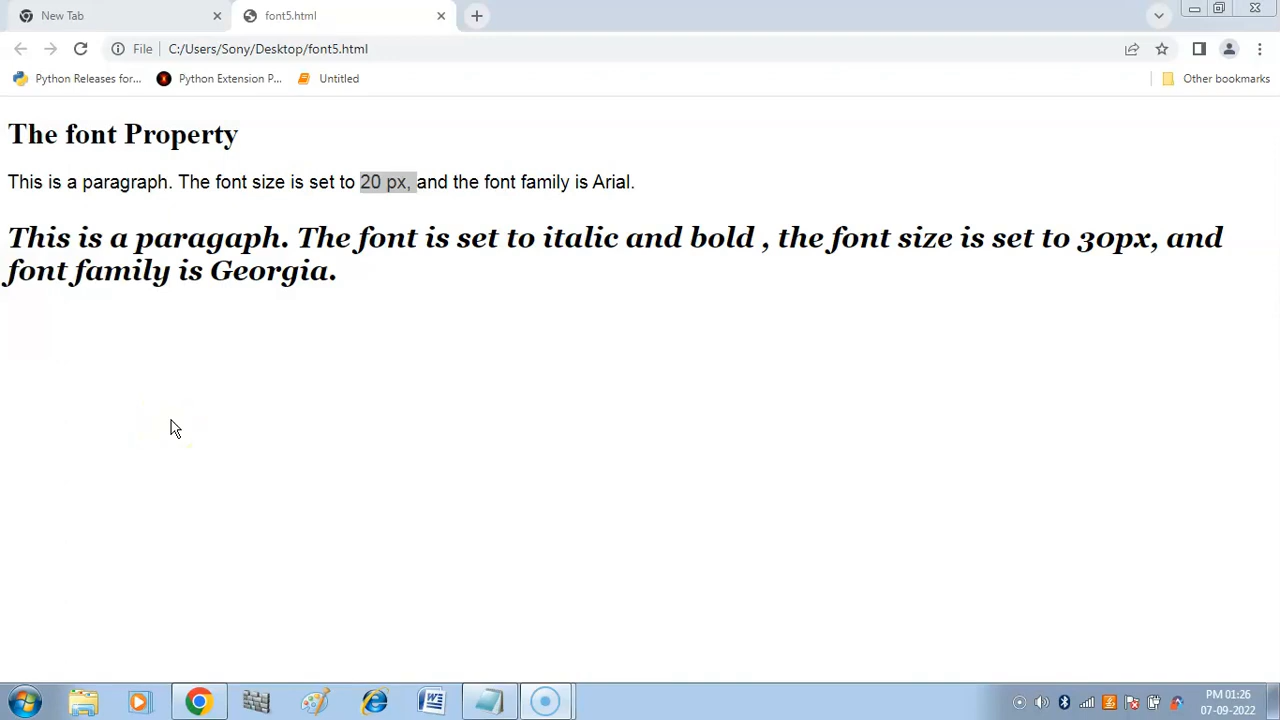 New Tab
font5.html
File
C:/Users/Sony/Desktop/font5.html
Python Releases for...
Python Extension P...
Untitled
Other bookmarks
The font Property
This is a paragraph. The font size is set to 20 px, and the font family is Arial.
This is a paragaph. The font is set to italic and bold , the font size is set to 30px, and
font family is Georgia.
PM 01:26
07-09-2022